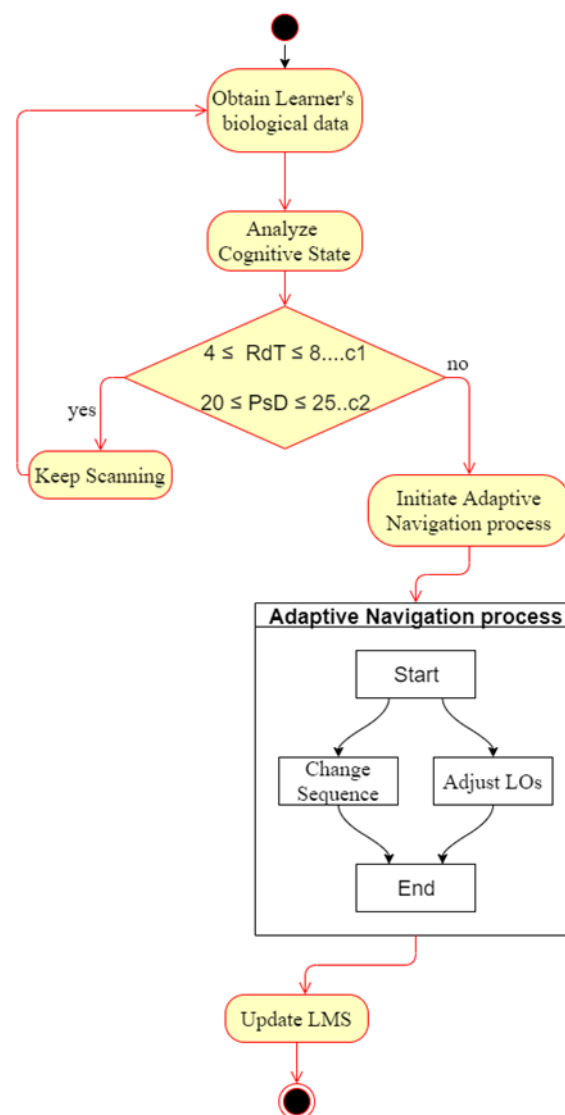 Obtain Learner's
biological data
Analyze
Cognitive State
4 ≤ RdT ≤ 8....c1
20 ≤ PsD ≤ 25..c2
yes
no
Keep Scanning
Initiate Adaptive
Navigation process
Adaptive Navigation process
Start
Change
Sequence
Adjust LOs
End
Update LMS